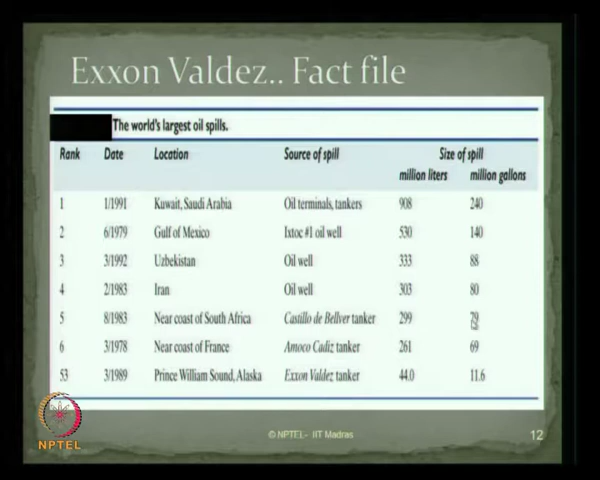 Exxon Valdez.. Fact file
The world's largest oil spills.
Rank Date Location Source of spill Size of spill
million liters million gallons
1 1/1991 Kuwait, Saudi Arabia Oil terminals, tankers 908 240
2 6/1979 Gulf of Mexico Ixtoc #1 oil well 530 140
3 3/1992 Uzbekistan Oil well 333 88
4 2/1983 Iran Oil well 303 80
5 8/1983 Near coast of South Africa Castillo de Bellver tanker 299 79
6 3/1978 Near coast of France Amoco Cadiz tanker 261 69
53 3/1989 Prince William Sound, Alaska Exxon Valdez tanker 44.0 11.6
NPTEL
© NPTEL- IIT Madras
12